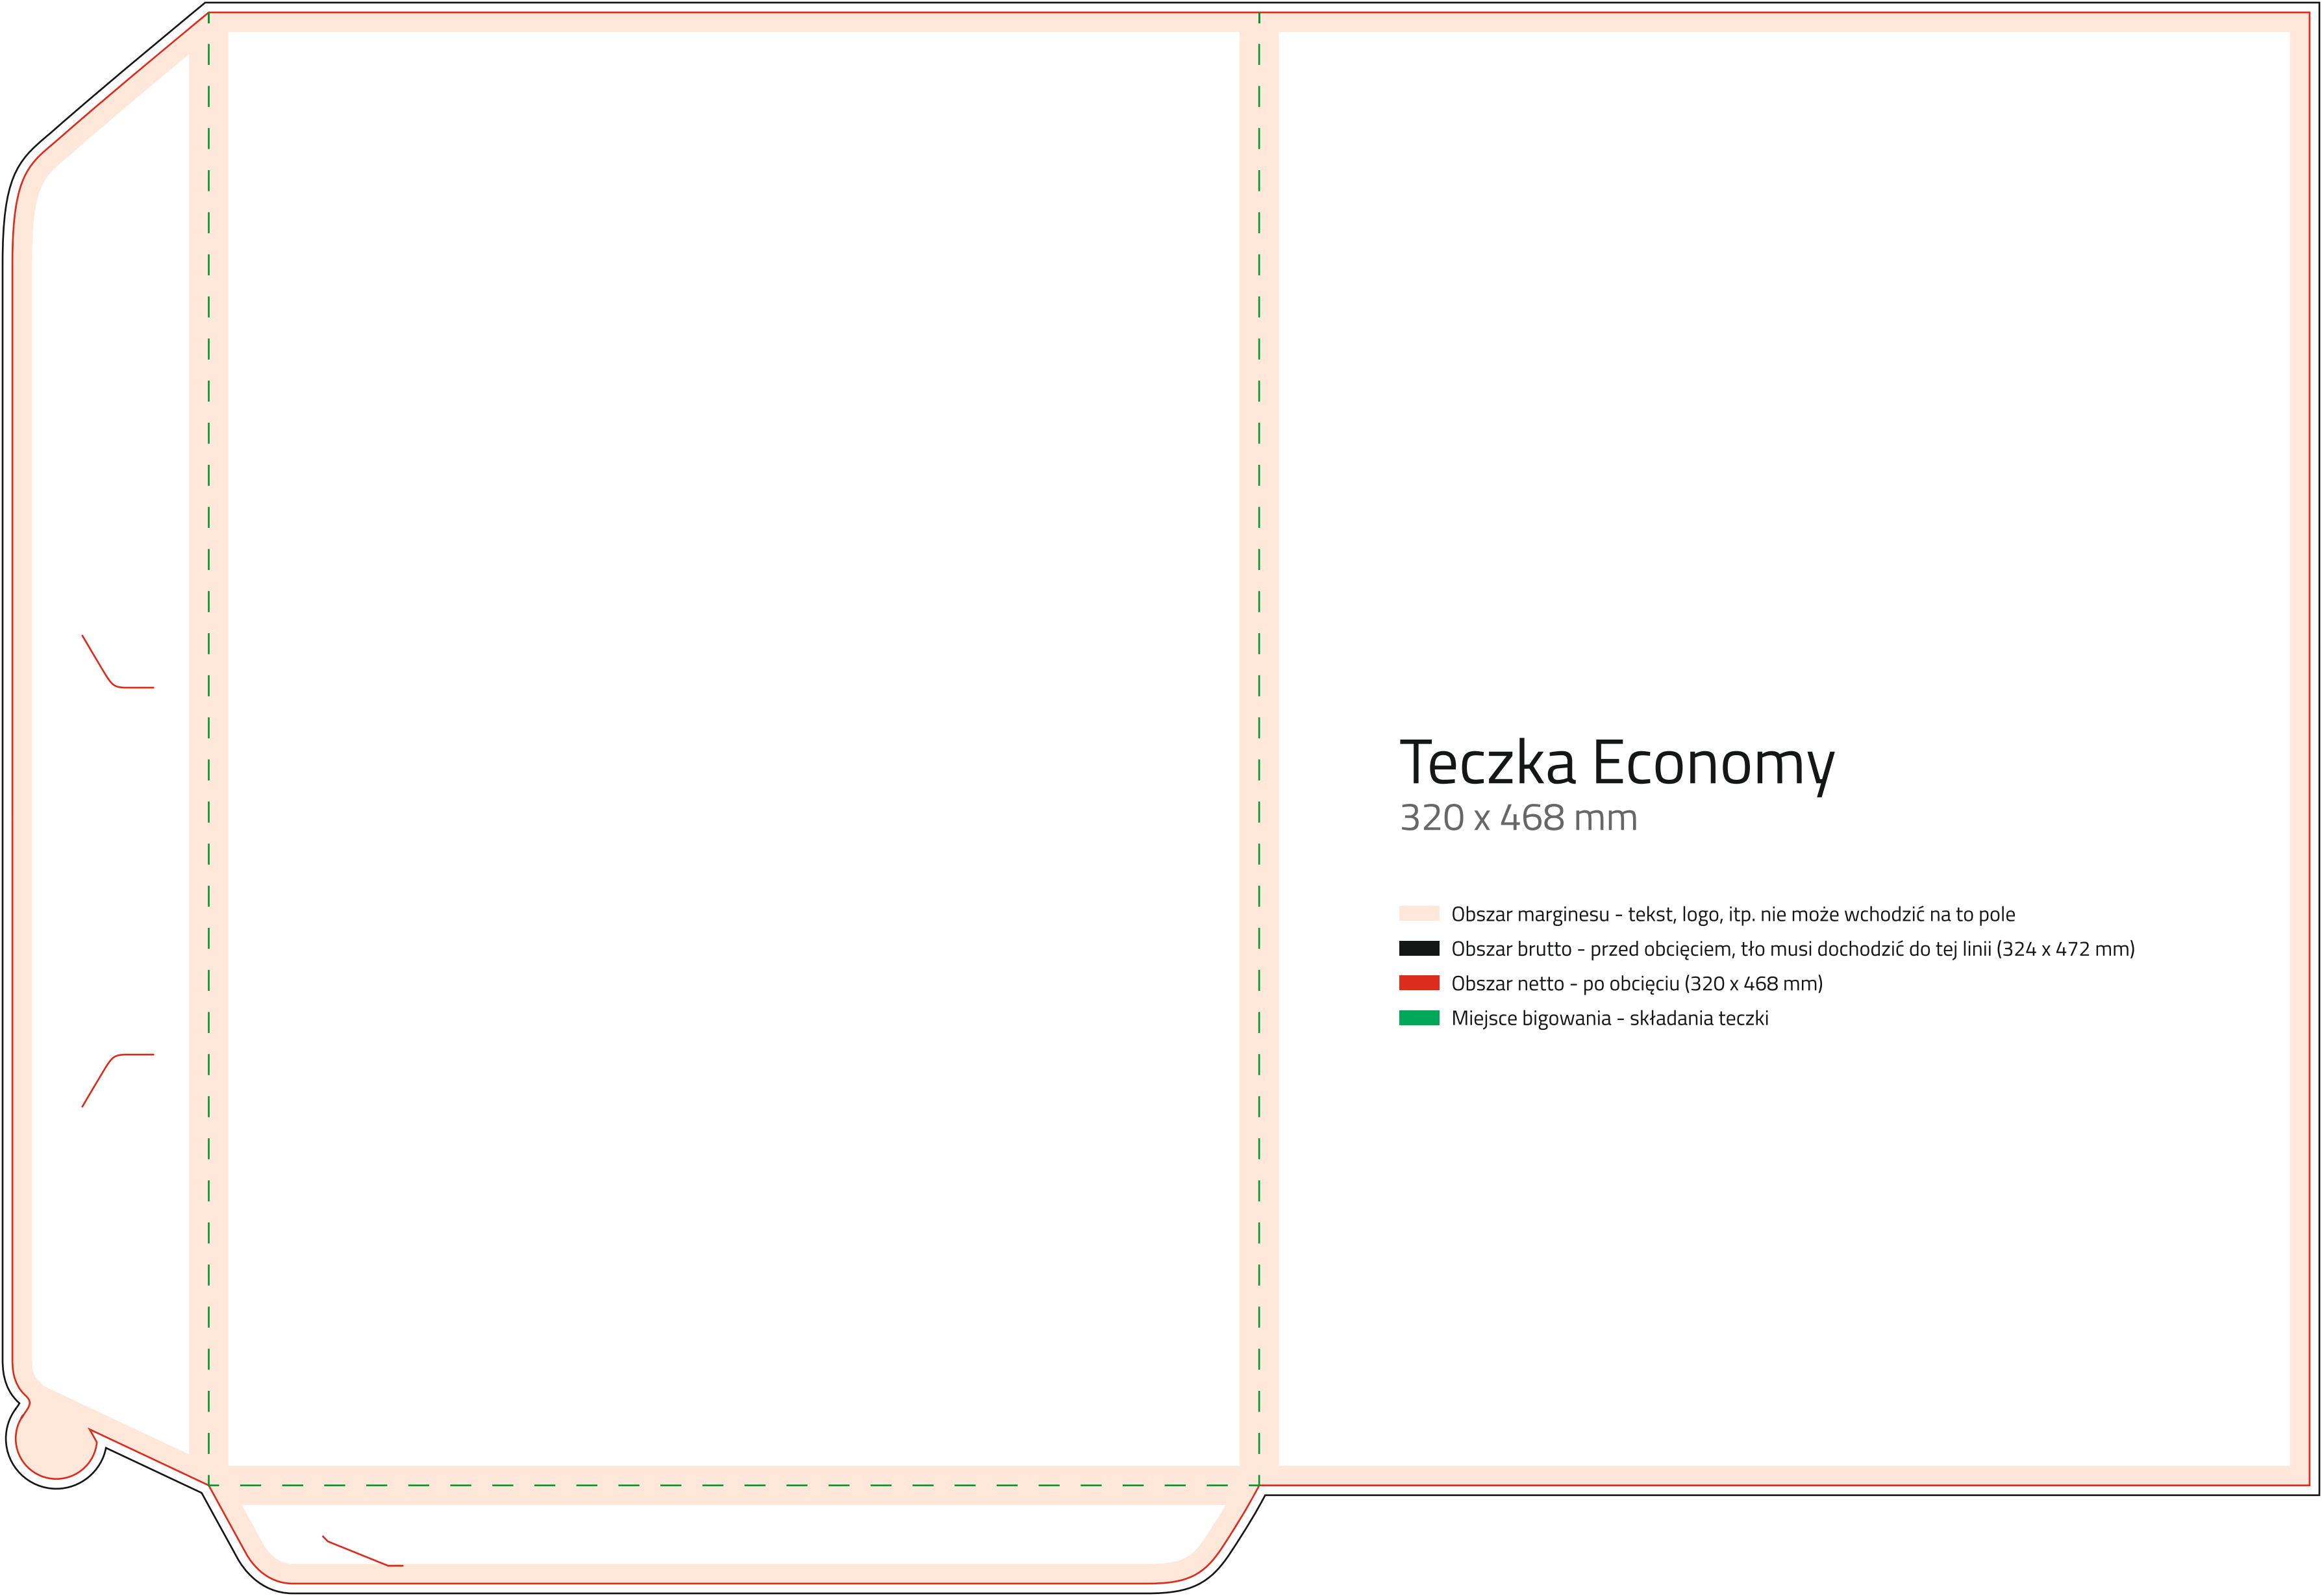 Teczka Economy
320 x 468 mm
Obszar marginesu - tekst, logo, itp. nie może wchodzić na to pole
Obszar brutto - przed obcięciem, tło musi dochodzić do tej linii (324 x 472 mm)
Obszar netto - po obcięciu (320 x 468 mm)
Miejsce bigowania - składania teczki